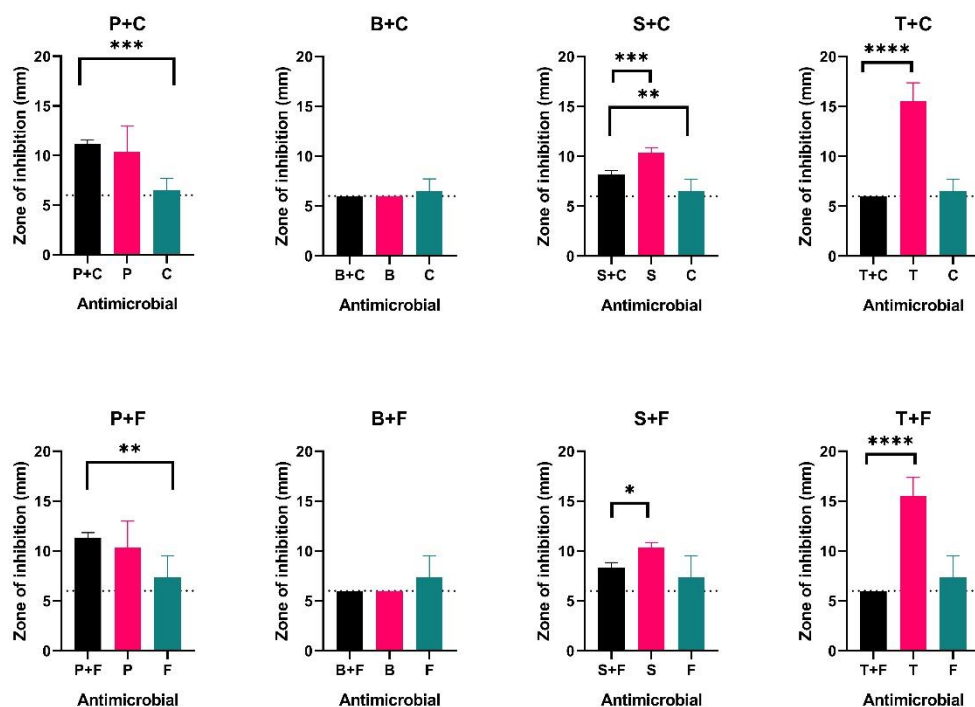 P+C
***
Zone of inhibition (mm)
20
15
10
5
0
P+C P C
Antimicrobial
B+C
Zone of inhibition (mm)
20
15
10
5
0
B+C B C
Antimicrobial
S+C
***
**
Zone of inhibition (mm)
20
15
10
5
0
S+C S C
Antimicrobial
T+C
****
Zone of inhibition (mm)
20
15
10
5
0
T+C T C
Antimicrobial
P+F
**
Zone of inhibition (mm)
20
15
10
5
0
P+F P F
Antimicrobial
B+F
Zone of inhibition (mm)
20
15
10
5
0
B+F B F
Antimicrobial
S+F
*
Zone of inhibition (mm)
20
15
10
5
0
S+F S F
Antimicrobial
T+F
****
Zone of inhibition (mm)
20
15
10
5
0
T+F T F
Antimicrobial